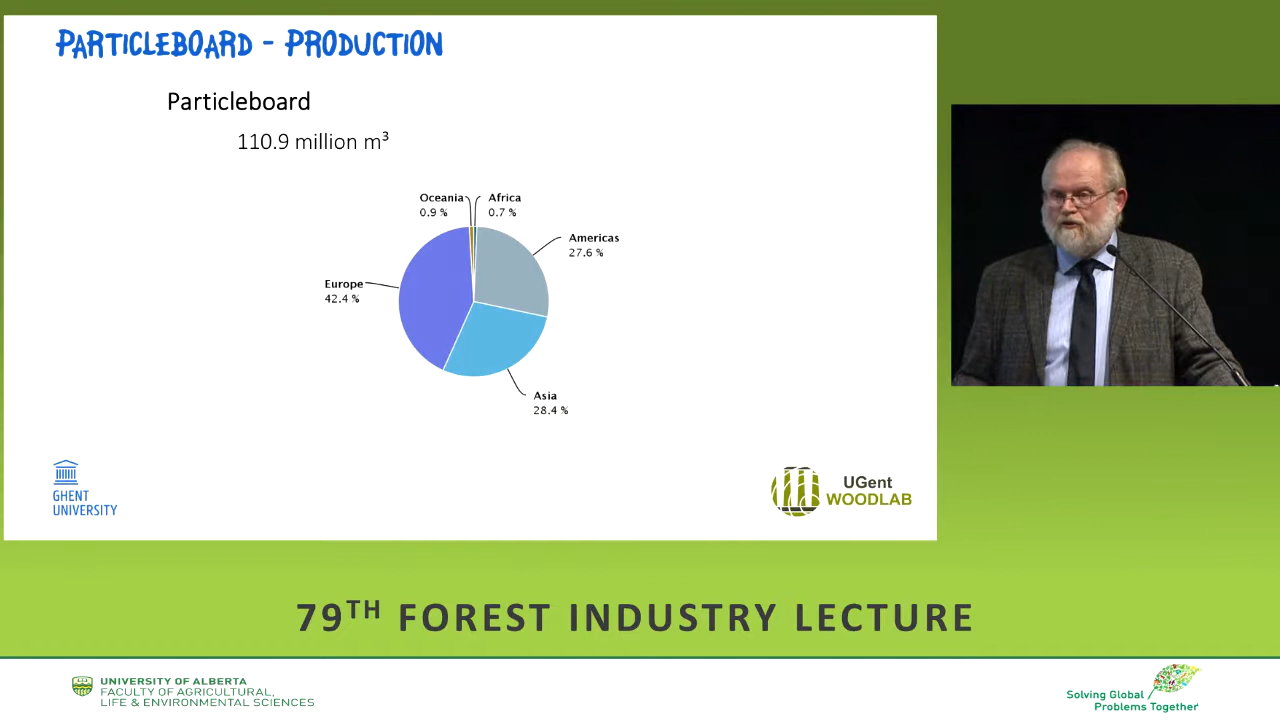 PARTICLEBOARD - PRODUCTION
Particleboard
110.9 million m³
Oceania
0.9 %
Africa
0.7 %
Americas
27.6 %
Europe
42.4 %
Asia
28.4 %
GHENT
UNIVERSITY
UGent
WOODLAB
79TH FOREST INDUSTRY LECTURE
UNIVERSITY OF ALBERTA
FACULTY OF AGRICULTURAL,
LIFE & ENVIRONMENTAL SCIENCES
Solving Global
Problems Together